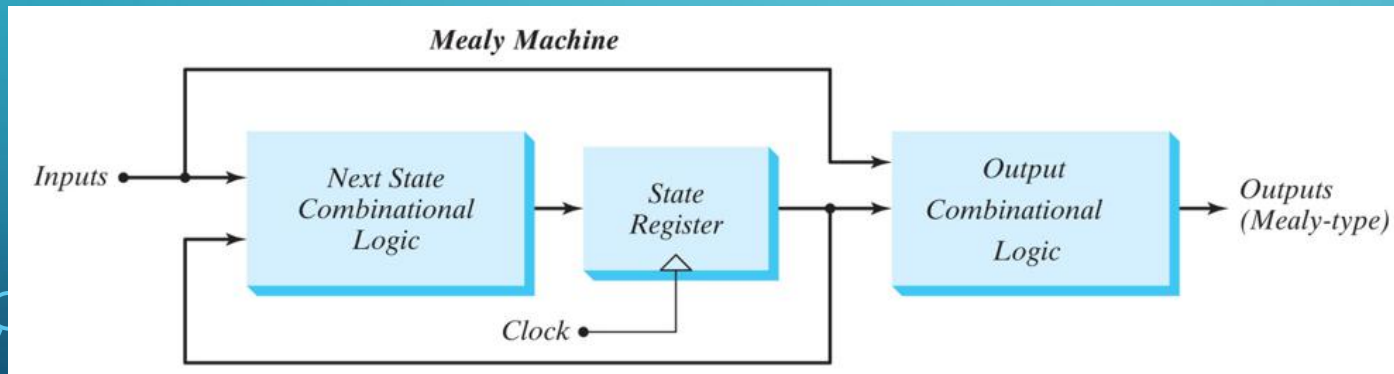 Mealy Machine
Inputs
Next State
Combinational
Logic
State
Register
Clock
Output
Combinational
Logic
Outputs
(Mealy-type)